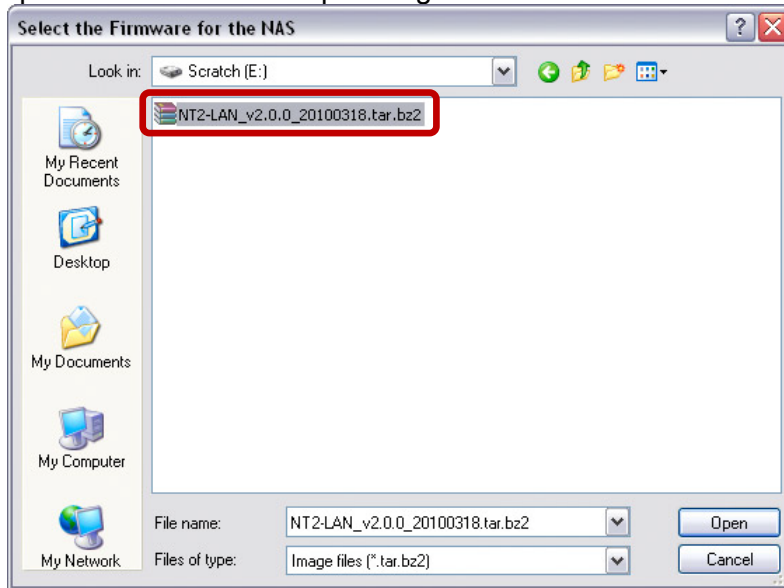 Select the Firmware for the NAS
Look in: Scratch (E:)
NT2-LAN_v2.0.0_20100318.tar.bz2
My Recent
Documents
Desktop
My Documents
My Computer
My Network
File name: NT2-LAN_v2.0.0_20100318.tar.bz2 Open
Files of type: Image files (*.tar.bz2) Cancel